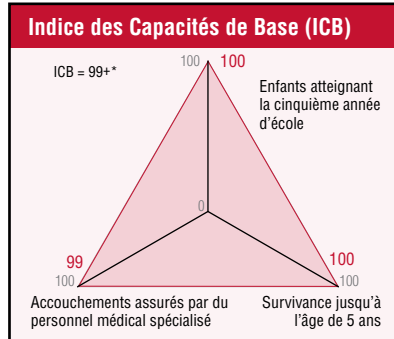 Indice des Capacités de Base (ICB)
ICB = 99+*
100
100
Enfants atteignant
la cinquième année
d'école
0
99
100
100
100
Accouchements assurés par du
personnel médical spécialisé
Survivance jusqu'à
l'âge de 5 ans